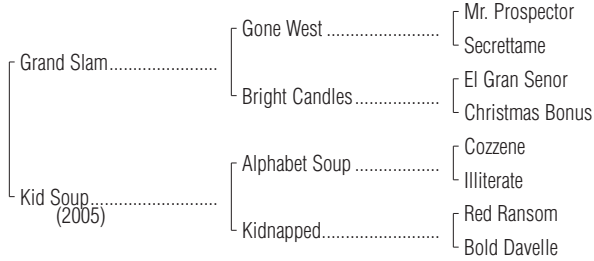 Mr. Prospector
Gone West ......................
Secrettame
Grand Slam.....................
El Gran Senor
Bright Candles.................
Christmas Bonus
Cozzene
Alphabet Soup .................
Illiterate
Kid Soup.........................
(2005)
Red Ransom
Kidnapped.......................
Bold Davelle